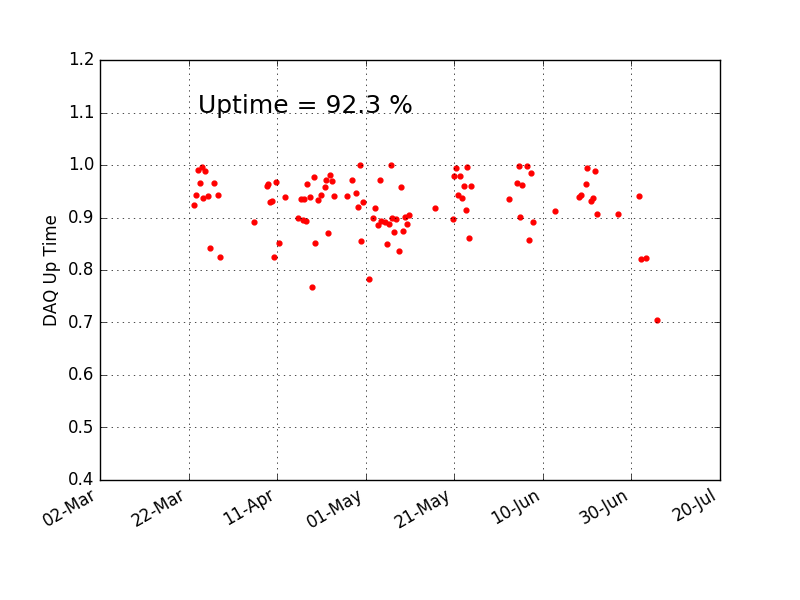 1.2
1.1
1.0
0.9
0.8
0.7
0.6
0.5
0.4
DAQ Up Time
Uptime = 92.3 %
02-Mar
22-Mar
11-Apr
01-May
21-May
10-Jun
30-Jun
20-Jul